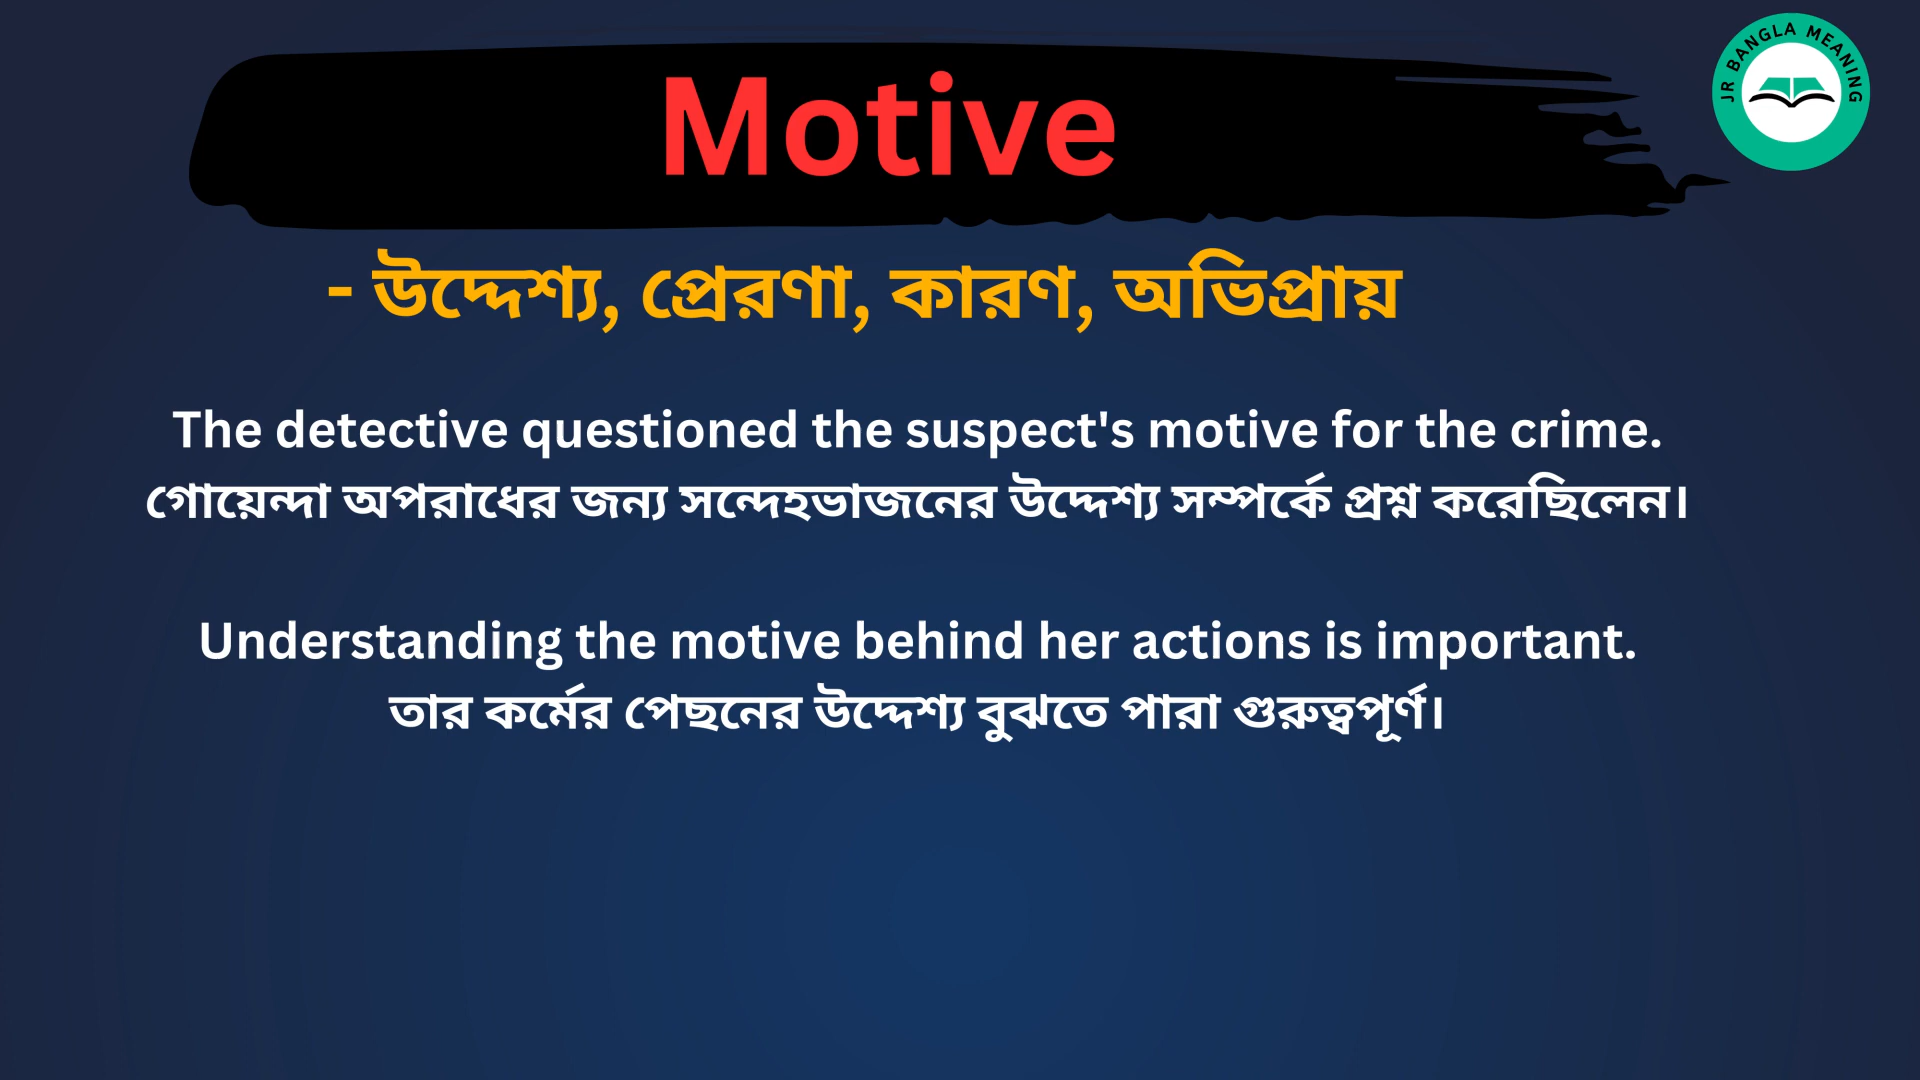 JR BANGLA MEANING
Motive
- উদ্দেশ্য, প্রেরণা, কারণ, অভিপ্রায়
The detective questioned the suspect's motive for the crime.
গোয়েন্দা অপরাধের জন্য সন্দেহভাজনের উদ্দেশ্য সম্পর্কে প্রশ্ন করেছিলেন।
Understanding the motive behind her actions is important.
তার কর্মের পেছনের উদ্দেশ্য বুঝতে পারা গুরুত্বপূর্ণ।